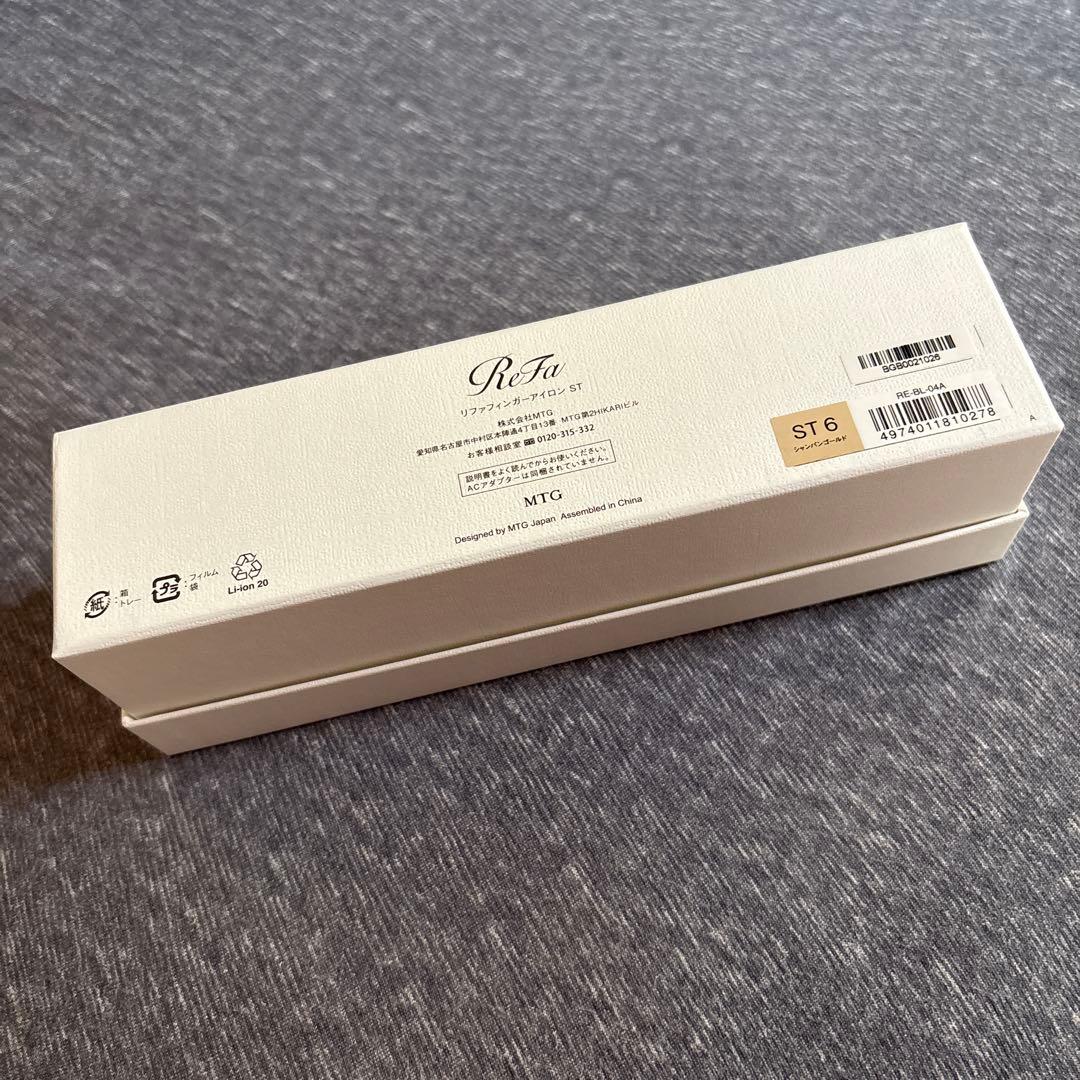 ReFa
リファフィンガーアイロン ST
株式会社MTG
愛知県名古屋市中村区本陣通4丁目13番 MTG第2HIKARIビル
お客様相談室 0120-315-332
説明書をよく読んでからお使いください。
ACアダプターは同梱されていません。
MTG
Designed by MTG Japan Assembled in China
紙
:箱
:トレー
プラ
:フィルム
:袋
Li-ion 20
BGB0021026
ST 6
シャンパンゴールド
RE-BL-04A
4974011810278
A